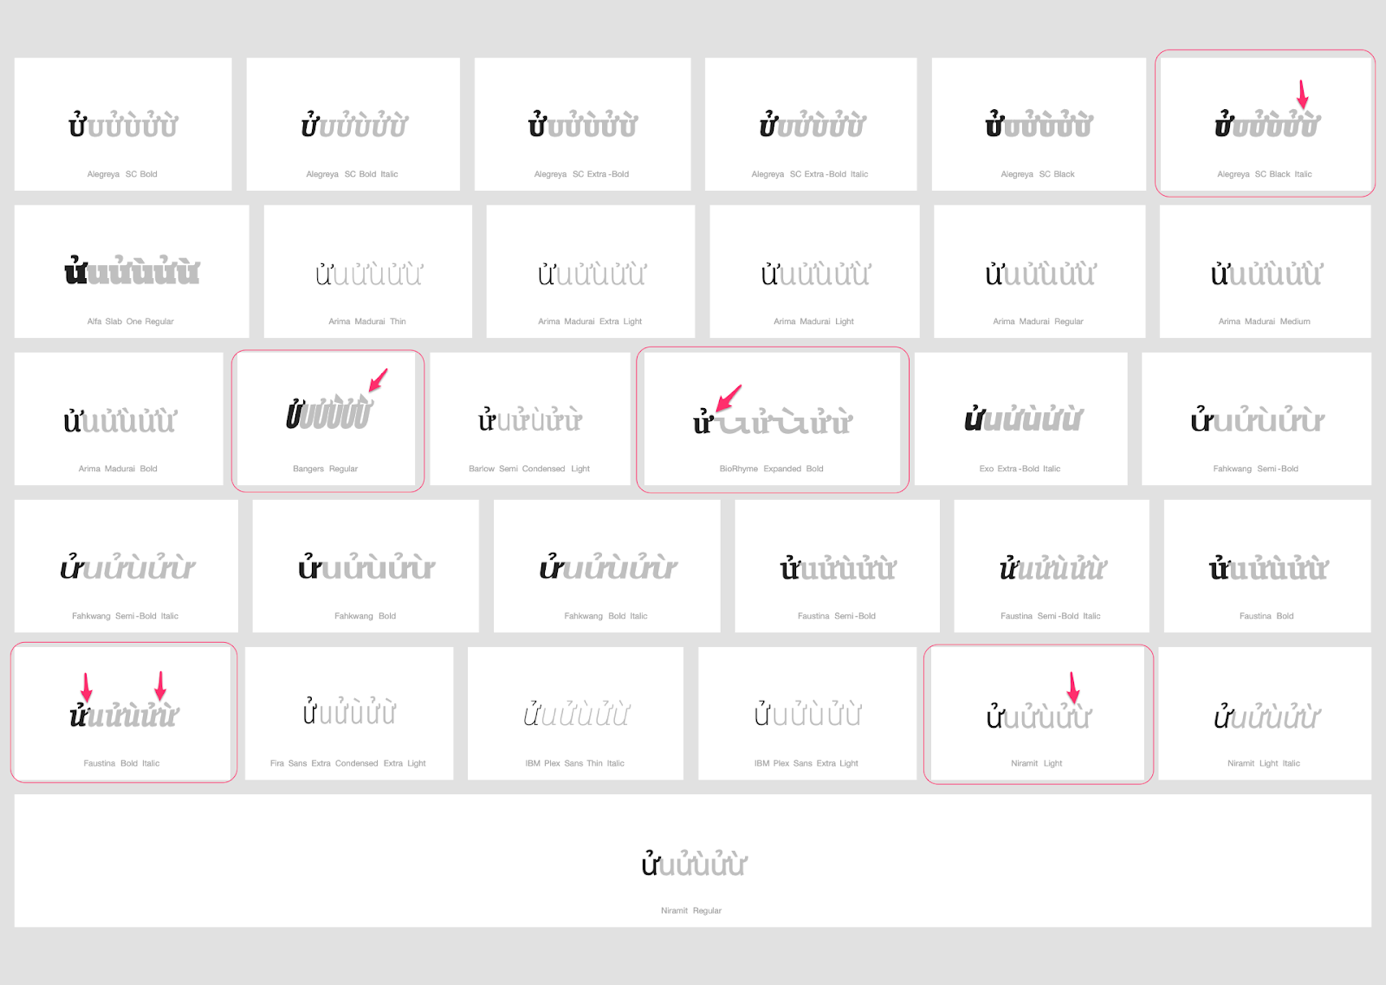 ửuửùửừ
Alegreya SC Bold
ửuửùửừ
Alegreya SC Bold Italic
ửuửùửừ
Alegreya SC Extra-Bold
ửuửùửừ
Alegreya SC Extra-Bold Italic
ửuửùửừ
Alegreya SC Black
ửuửùửừ
Alegreya SC Black Italic
ửuửùửừ
Alfa Slab One Regular
ửuửùửừ
Arima Madurai Thin
ửuửùửừ
Arima Madurai Extra Light
ửuửùửừ
Arima Madurai Light
ửuửùửừ
Arima Madurai Regular
ửuửùửừ
Arima Madurai Medium
ửuửùửừ
Arima Madurai Bold
ửuửùửừ
Bangers Regular
ửuửùửừ
Barlow Semi Condensed Light
ửuửùửừ
BioRhyme Expanded Bold
ửuửùửừ
Exo Extra-Bold Italic
ửuửùửừ
Fahkwang Semi-Bold
ửuửùửừ
Fahkwang Semi-Bold Italic
ửuửùửừ
Fahkwang Bold
ửuửùửừ
Fahkwang Bold Italic
ửuửùửừ
Faustina Semi-Bold
ửuửùửừ
Faustina Semi-Bold Italic
ửuửùửừ
Faustina Bold
ửuửùửừ
Faustina Bold Italic
ửuửùửừ
Fira Sans Extra Condensed Extra Light
ửuửùửừ
IBM Plex Sans Thin Italic
ửuửùửừ
IBM Plex Sans Extra Light
ửuửùửừ
Niramit Light
ửuửùửừ
Niramit Light Italic
ửuửùửừ
Niramit Regular